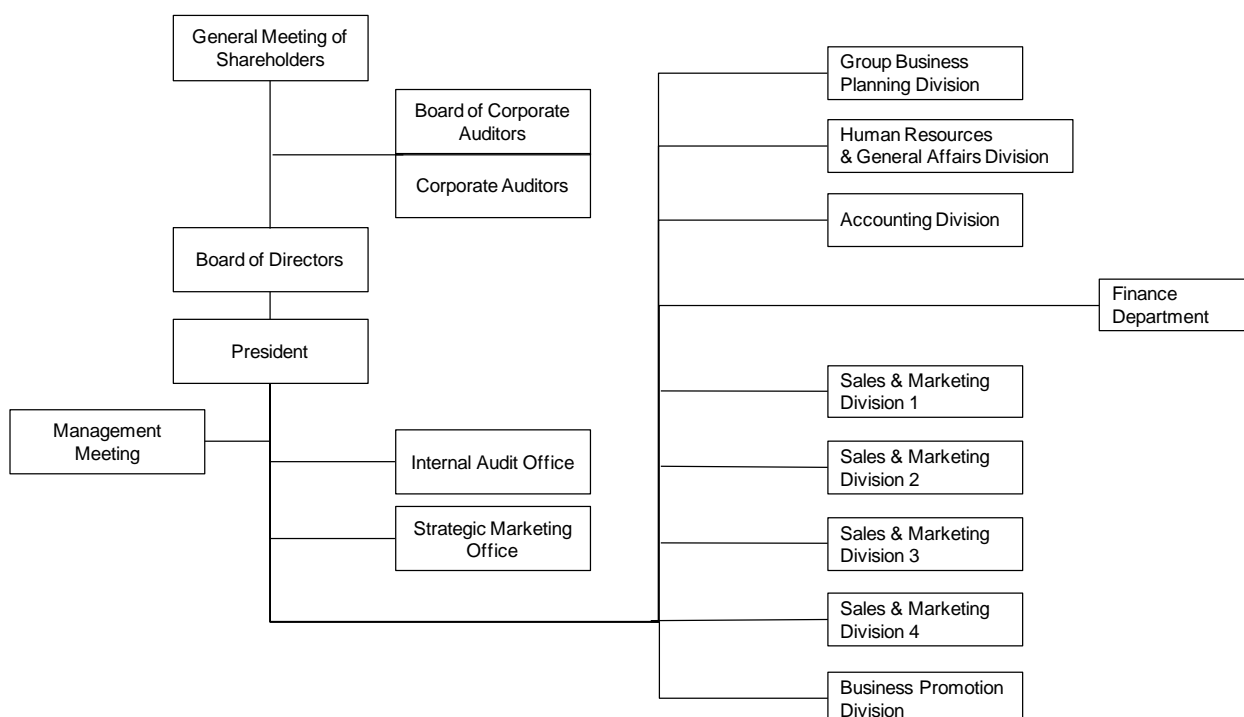 General Meeting of
Shareholders
Board of Corporate
Auditors
Corporate Auditors
Board of Directors
President
Management
Meeting
Internal Audit Office
Strategic Marketing
Office
Group Business
Planning Division
Human Resources
& General Affairs Division
Accounting Division
Finance
Department
Sales & Marketing
Division 1
Sales & Marketing
Division 2
Sales & Marketing
Division 3
Sales & Marketing
Division 4
Business Promotion
Division